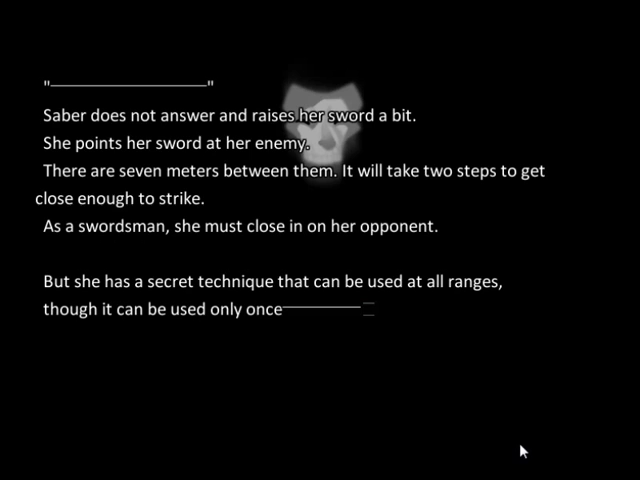 "――――――――――"
Saber does not answer and raises her sword a bit.
She points her sword at her enemy.
There are seven meters between them. It will take two steps to get
close enough to strike.
As a swordsman, she must close in on her opponent.
But she has a secret technique that can be used at all ranges,
though it can be used only once―――――